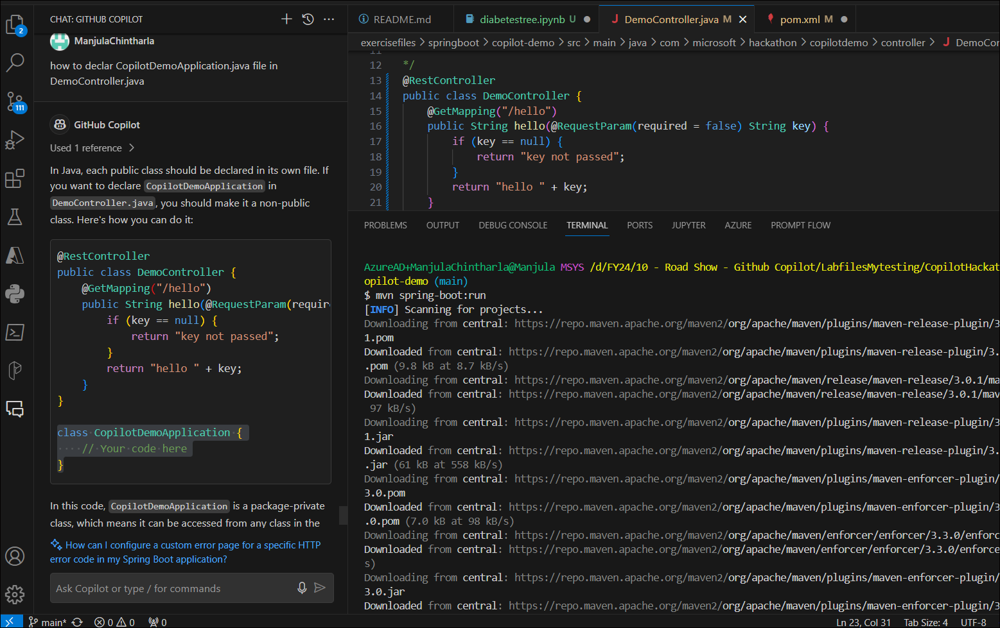 CHAT: GITHUB COPILOT
2
111
ManjulaChintharla
how to declar CopilotDemoApplication.java file in
DemoController.java
GitHub Copilot
Used 1 reference
In Java, each public class should be declared in its own file. If
you want to declare CopilotDemoApplication in
DemoController.java, you should make it a non-public
class. Here's how you can do it:
@RestController
public class DemoController {
    @GetMapping("/hello")
    public String hello(@RequestParam(requir
        if (key == null) {
            return "key not passed";
        }
        return "hello " + key;
    }
}
class CopilotDemoApplication {
····// Your code here
}
In this code, CopilotDemoApplication is a package-private
class, which means it can be accessed from any class in the
How can I configure a custom error page for a specific HTTP
error code in my Spring Boot application?
Ask Copilot or type / for commands
README.md
diabetestree.ipynb U
DemoController.java M
pom.xml M
exercisefiles > springboot > copilot-demo > src > main > java > com > microsoft > hackathon > copilotdemo > controller > J DemoCor
11
12 */
13 @RestController
14 public class DemoController {
15     @GetMapping("/hello")
16     public String hello(@RequestParam(required = false) String key) {
17         if (key == null) {
18             return "key not passed";
19         }
20         return "hello " + key;
21     }
PROBLEMS OUTPUT DEBUG CONSOLE TERMINAL PORTS JUPYTER AZURE PROMPT FLOW
AzureAD+ManjulaChintharla@Manjula MSYS /d/FY24/10 - Road Show - Github Copilot/LabfilesMytesting/CopilotHackat
opilot-demo (main)
$ mvn spring-boot:run
[INFO] Scanning for projects...
Downloading from central: https://repo.maven.apache.org/maven2/org/apache/maven/plugins/maven-release-plugin/3
1.pom
Downloaded from central: https://repo.maven.apache.org/maven2/org/apache/maven/plugins/maven-release-plugin/3.
.pom (9.8 kB at 8.7 kB/s)
Downloading from central: https://repo.maven.apache.org/maven2/org/apache/maven/release/maven-release/3.0.1/ma
Downloaded from central: https://repo.maven.apache.org/maven2/org/apache/maven/release/maven-release/3.0.1/mav
 97 kB/s)
Downloading from central: https://repo.maven.apache.org/maven2/org/apache/maven/plugins/maven-release-plugin/3
1.jar
Downloaded from central: https://repo.maven.apache.org/maven2/org/apache/maven/plugins/maven-release-plugin/3.
.jar (61 kB at 558 kB/s)
Downloading from central: https://repo.maven.apache.org/maven2/org/apache/maven/plugins/maven-enforcer-plugin/
3.0.pom
Downloaded from central: https://repo.maven.apache.org/maven2/org/apache/maven/plugins/maven-enforcer-plugin/3
.0.pom (7.0 kB at 98 kB/s)
Downloading from central: https://repo.maven.apache.org/maven2/org/apache/maven/enforcer/enforcer/3.3.0/enforc
Downloaded from central: https://repo.maven.apache.org/maven2/org/apache/maven/enforcer/enforcer/3.3.0/enforce
s)
Downloading from central: https://repo.maven.apache.org/maven2/org/apache/maven/plugins/maven-enforcer-plugin/
3.0.jar
Downloaded from central: https://repo.maven.apache.org/maven2/org/apache/maven/plugins/maven-enforcer-plugin/3
main* 0 0 0
Ln 23, Col 31 Tab Size: 4 UTF-8